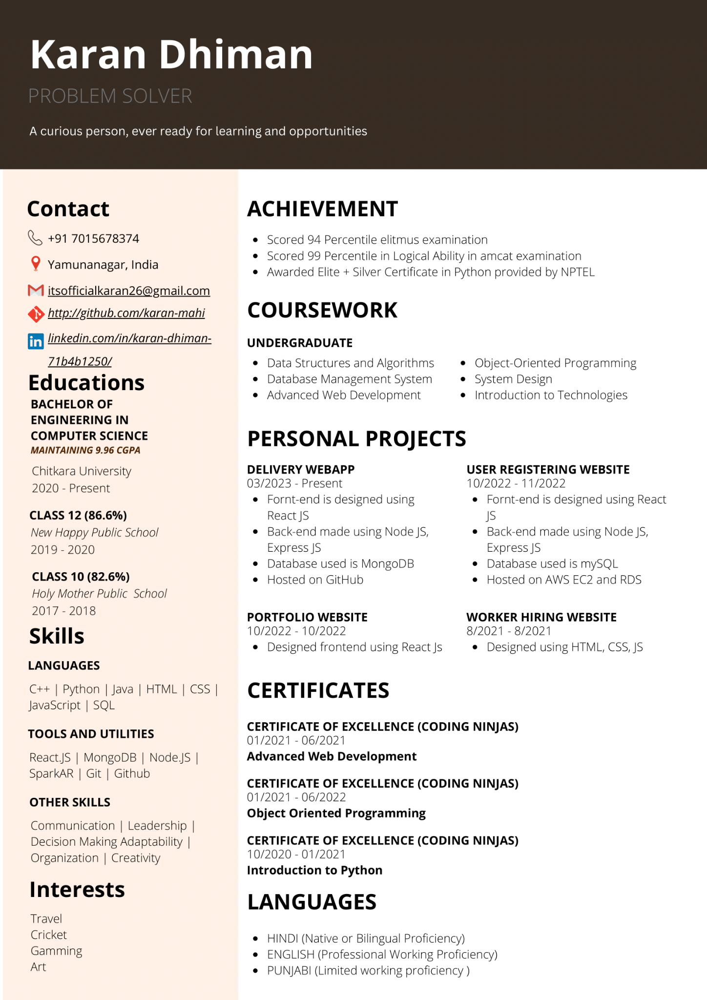 Karan Dhiman
PROBLEM SOLVER
A curious person, ever ready for learning and opportunities
Contact
+91 7015678374
Yamunanagar, India
itsofficialkaran26@gmail.com
http://github.com/karan-mahi
linkedin.com/in/karan-dhiman-
71b4b1250/
Educations
BACHELOR OF
ENGINEERING IN
COMPUTER SCIENCE
MAINTAINING 9.96 CGPA
Chitkara University
2020 - Present
CLASS 12 (86.6%)
New Happy Public School
2019 - 2020
CLASS 10 (82.6%)
Holy Mother Public  School
2017 - 2018
Skills
LANGUAGES
C++ | Python | Java | HTML | CSS |
JavaScript | SQL
TOOLS AND UTILITIES
React.JS | MongoDB | Node.JS |
SparkAR | Git | Github
OTHER SKILLS
Communication | Leadership |
Decision Making Adaptability |
Organization | Creativity
Interests
Travel
Cricket
Gamming
Art
ACHIEVEMENT
• Scored 94 Percentile elitmus examination
• Scored 99 Percentile in Logical Ability in amcat examination
• Awarded Elite + Silver Certificate in Python provided by NPTEL
COURSEWORK
UNDERGRADUATE
• Data Structures and Algorithms
• Database Management System
• Advanced Web Development
• Object-Oriented Programming
• System Design
• Introduction to Technologies
PERSONAL PROJECTS
DELIVERY WEBAPP
03/2023 - Present
• Fornt-end is designed using
React JS
• Back-end made using Node JS,
Express JS
• Database used is MongoDB
• Hosted on GitHub
USER REGISTERING WEBSITE
10/2022 - 11/2022
• Fornt-end is designed using React
JS
• Back-end made using Node JS,
Express JS
• Database used is mySQL
• Hosted on AWS EC2 and RDS
PORTFOLIO WEBSITE
10/2022 - 10/2022
• Designed frontend using React Js
WORKER HIRING WEBSITE
8/2021 - 8/2021
• Designed using HTML, CSS, JS
CERTIFICATES
CERTIFICATE OF EXCELLENCE (CODING NINJAS)
01/2021 - 06/2021
Advanced Web Development
CERTIFICATE OF EXCELLENCE (CODING NINJAS)
01/2021 - 06/2022
Object Oriented Programming
CERTIFICATE OF EXCELLENCE (CODING NINJAS)
10/2020 - 01/2021
Introduction to Python
LANGUAGES
• HINDI (Native or Bilingual Proficiency)
• ENGLISH (Professional Working Proficiency)
• PUNJABI (Limited working proficiency )